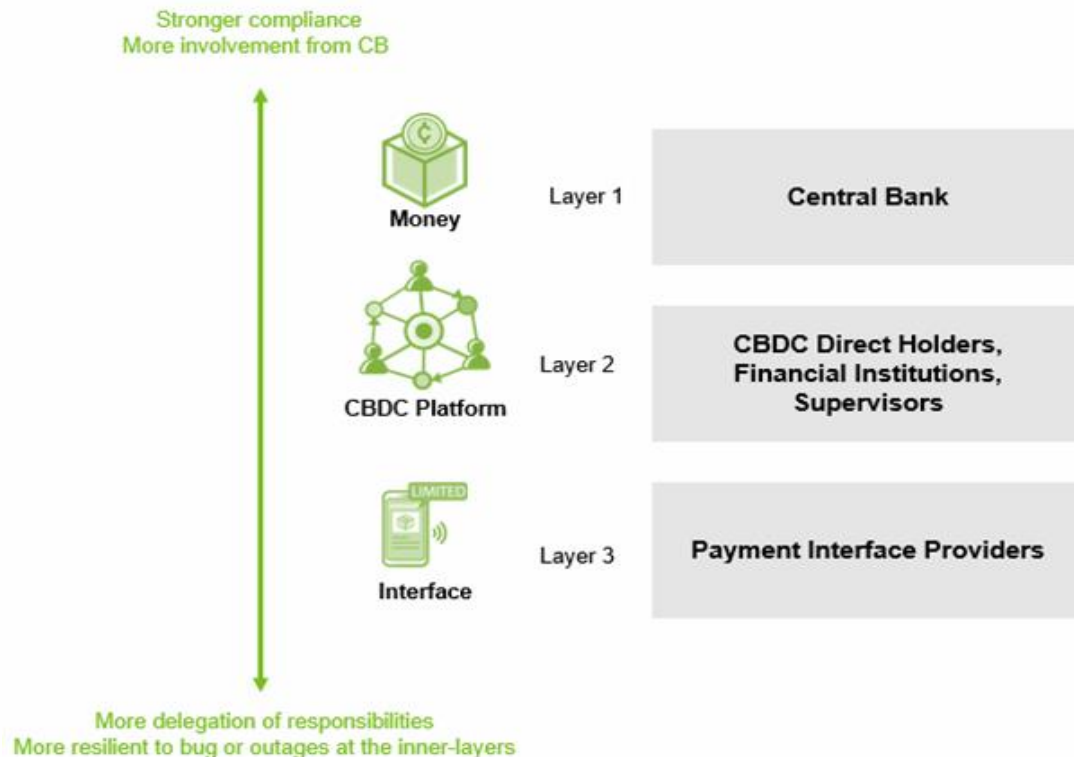 Stronger compliance
More involvement from CB
¢
Money
Layer 1
Central Bank
CBDC Platform
Layer 2
CBDC Direct Holders,
Financial Institutions,
Supervisors
LIMITED
Interface
Layer 3
Payment Interface Providers
More delegation of responsibilities
More resilient to bug or outages at the inner-layers